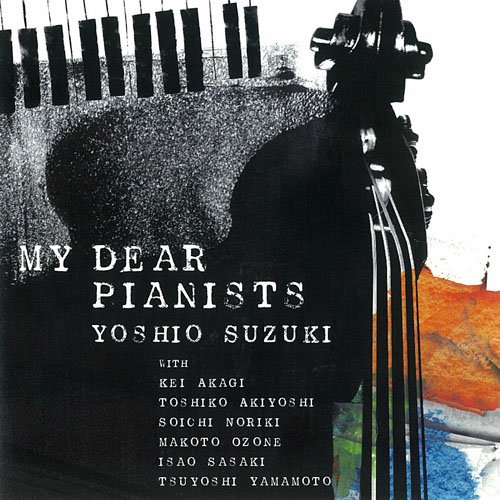 MY DEAR
PIANISTS
YOSHIO SUZUKI
WITH
KEI AKAGI
TOSHIKO AKIYOSHI
SOICHI NORIKI
MAKOTO OZONE
ISAO SASAKI
TSUYOSHI YAMAMOTO